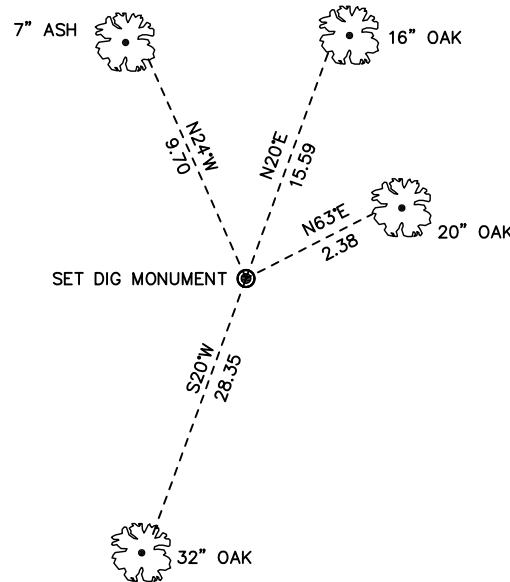 7” ASH
16” OAK
N24°W
9.70
N20°E
15.59
N63°E
2.38
20” OAK
SET DIG MONUMENT
S20°W
28.35
32” OAK